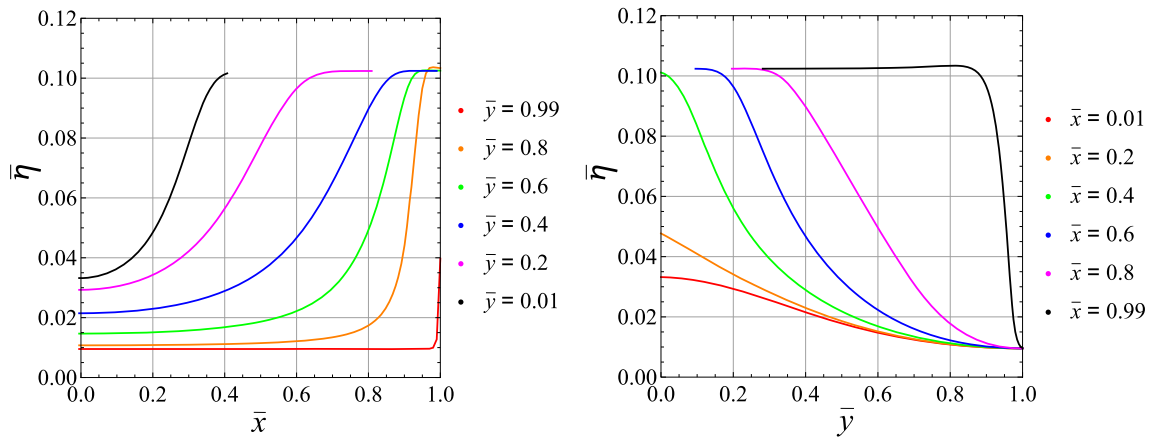 0.12
0.10
0.08
0.06
0.04
0.02
0.00
η̄
0.0 0.2 0.4 0.6 0.8 1.0
x̄
ȳ = 0.99
ȳ = 0.8
ȳ = 0.6
ȳ = 0.4
ȳ = 0.2
ȳ = 0.01
0.12
0.10
0.08
0.06
0.04
0.02
0.00
η̄
0.0 0.2 0.4 0.6 0.8 1.0
ȳ
x̄ = 0.01
x̄ = 0.2
x̄ = 0.4
x̄ = 0.6
x̄ = 0.8
x̄ = 0.99